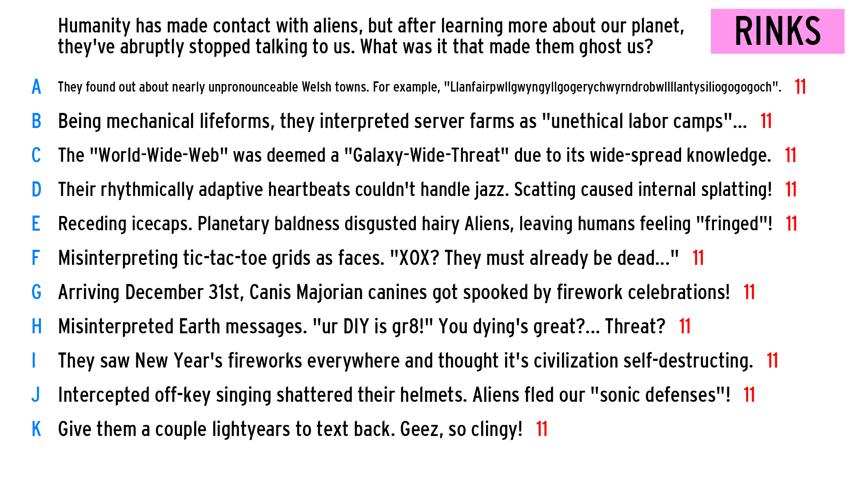 Humanity has made contact with aliens, but after learning more about our planet,
they've abruptly stopped talking to us. What was it that made them ghost us?
RINKS
A They found out about nearly unpronounceable Welsh towns. For example, "Llanfairpwllgwyngyllgogerychwyrndrobwllllantysiliogogogoch". 11
B Being mechanical lifeforms, they interpreted server farms as "unethical labor camps"... 11
C The "World-Wide-Web" was deemed a "Galaxy-Wide-Threat" due to its wide-spread knowledge. 11
D Their rhythmically adaptive heartbeats couldn't handle jazz. Scatting caused internal splatting! 11
E Receding icecaps. Planetary baldness disgusted hairy Aliens, leaving humans feeling "fringed"! 11
F Misinterpreting tic-tac-toe grids as faces. "XOX? They must already be dead..." 11
G Arriving December 31st, Canis Majorian canines got spooked by firework celebrations! 11
H Misinterpreted Earth messages. "ur DIY is gr8!" You dying's great?... Threat? 11
I They saw New Year's fireworks everywhere and thought it's civilization self-destructing. 11
J Intercepted off-key singing shattered their helmets. Aliens fled our "sonic defenses"! 11
K Give them a couple lightyears to text back. Geez, so clingy! 11